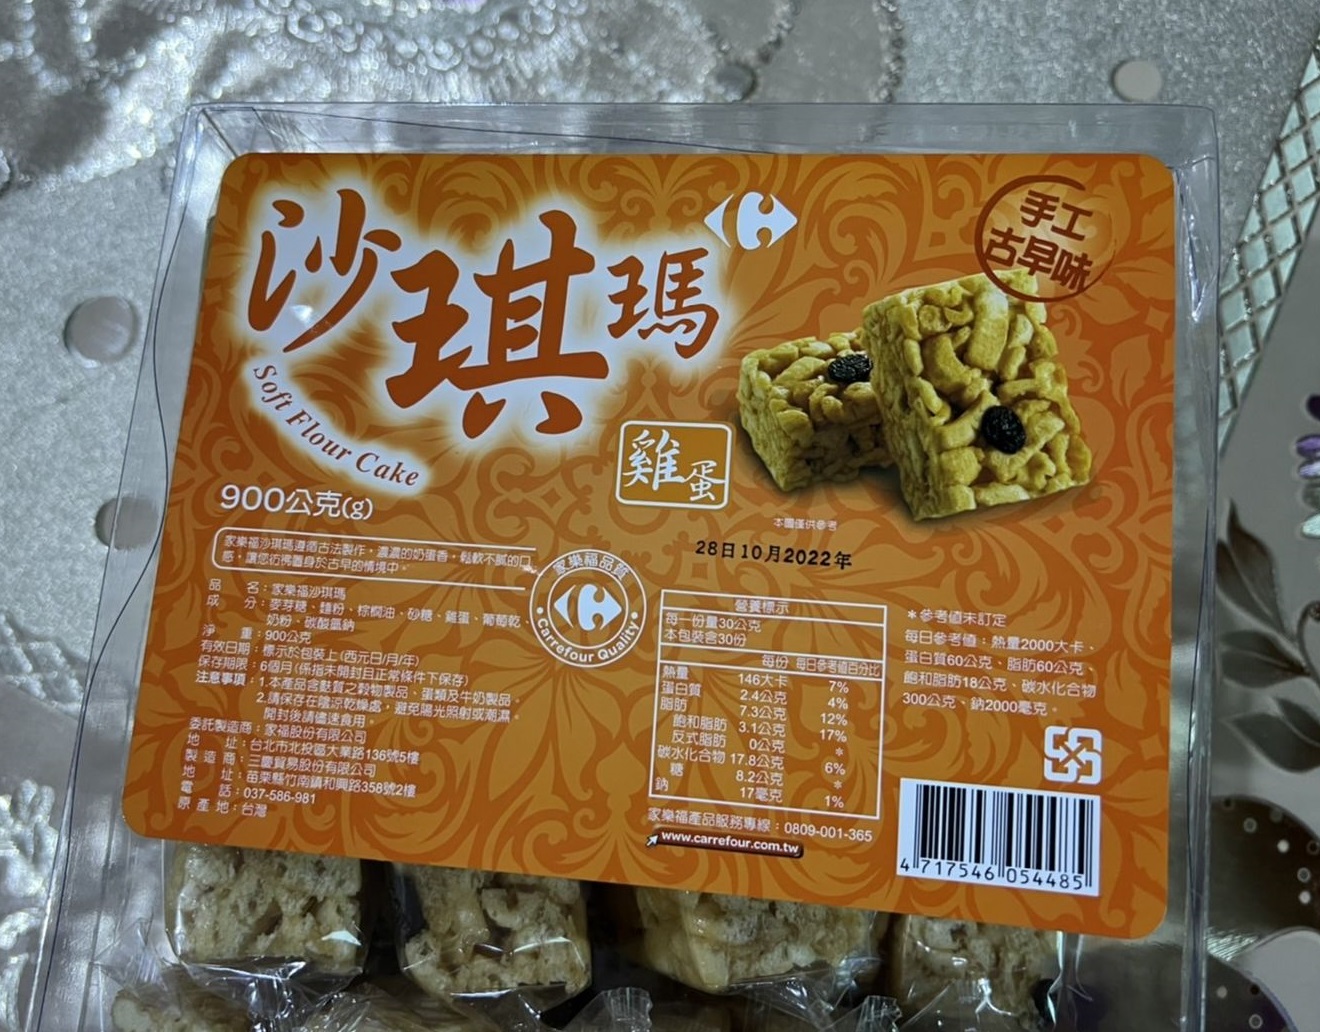 手工
古早味
沙琪瑪
Soft Flour Cake
雞蛋
900公克(g)
本圖僅供參考
28日10月2022年
家樂福沙琪瑪遵循古法製作，濃濃的奶蛋香，鬆軟不膩的口
感，讓您彷彿置身於古早的情境中。
家樂福品質
Carrefour Quality
品　　名：家樂福沙琪瑪
成　　分：麥芽糖、麵粉、棕櫚油、砂糖、雞蛋、葡萄乾、
奶粉、碳酸氫鈉
淨　　重：900公克
有效日期：標示於包裝上(西元日/月/年)
保存期限：6個月(係指未開封且正常條件下保存)
注意事項：1.本產品含麩質之穀物製品、蛋類及牛奶製品。
2.請保存在陰涼乾燥處，避免陽光照射或潮濕。
開封後請儘速食用。
委託製造商：家福股份有限公司
地　　址：台北市北投區大業路136號5樓
製 造 商：三慶貿易股份有限公司
地　　址：苗栗縣竹南鎮和興路358號2樓
電　　話：037-586-981
原 產 地：台灣
營養標示
每一份量30公克
本包裝含30份
每份 每日參考值百分比
熱量 146大卡 7%
蛋白質 2.4公克 4%
脂肪 7.3公克 12%
飽和脂肪 3.1公克 17%
反式脂肪 0公克 *
碳水化合物 17.8公克 6%
糖 8.2公克 *
鈉 17毫克 1%
＊參考值未訂定
每日參考值：熱量2000大卡、
蛋白質60公克、脂肪60公克、
飽和脂肪18公克、碳水化合物
300公克、鈉2000毫克。
家樂福產品服務專線：0809-001-365
www.carrefour.com.tw
4 717546 054485